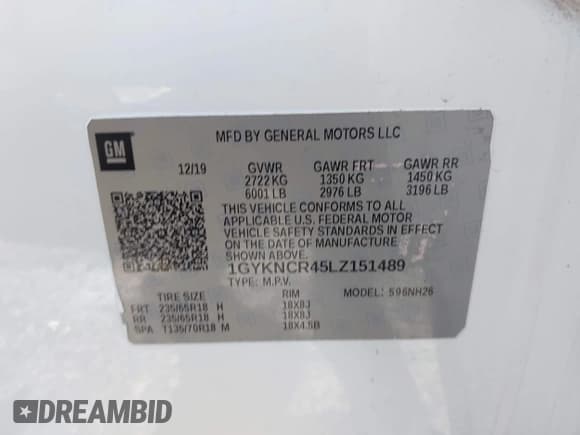 GM
MFD BY GENERAL MOTORS LLC
12/19 GVWR GAWR FRT GAWR RR
2722 KG 1350 KG 1450 KG
6001 LB 2976 LB 3196 LB
THIS VEHICLE CONFORMS TO ALL
APPLICABLE U.S. FEDERAL MOTOR
VEHICLE SAFETY STANDARDS IN
EFFECT ON THE DATE OF MANUFACTURE
SHOWN ABOVE.
1GYKNCR45LZ151489
TYPE: M.P.V. MODEL: 596NH26
TIRE SIZE RIM
FRT 235/65R18 H 18X8J
RR 235/65R18 H 18X8J
SPA T135/70R18 M 18X4.5B
DREAMBID